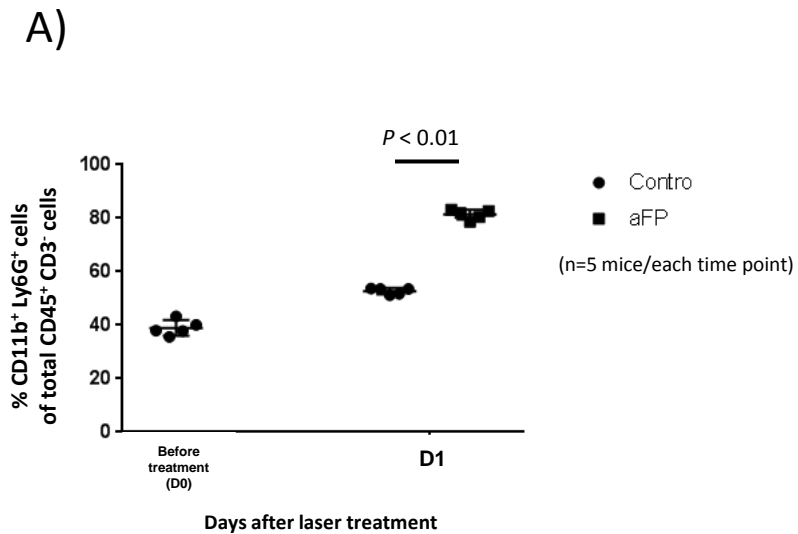 A)
P < 0.01
100
80
60
40
20
0
% CD11b⁺ Ly6G⁺ cells
of total CD45⁺ CD3⁻ cells
Contro
aFP
(n=5 mice/each time point)
Before
treatment
(D0)
D1
Days after laser treatment